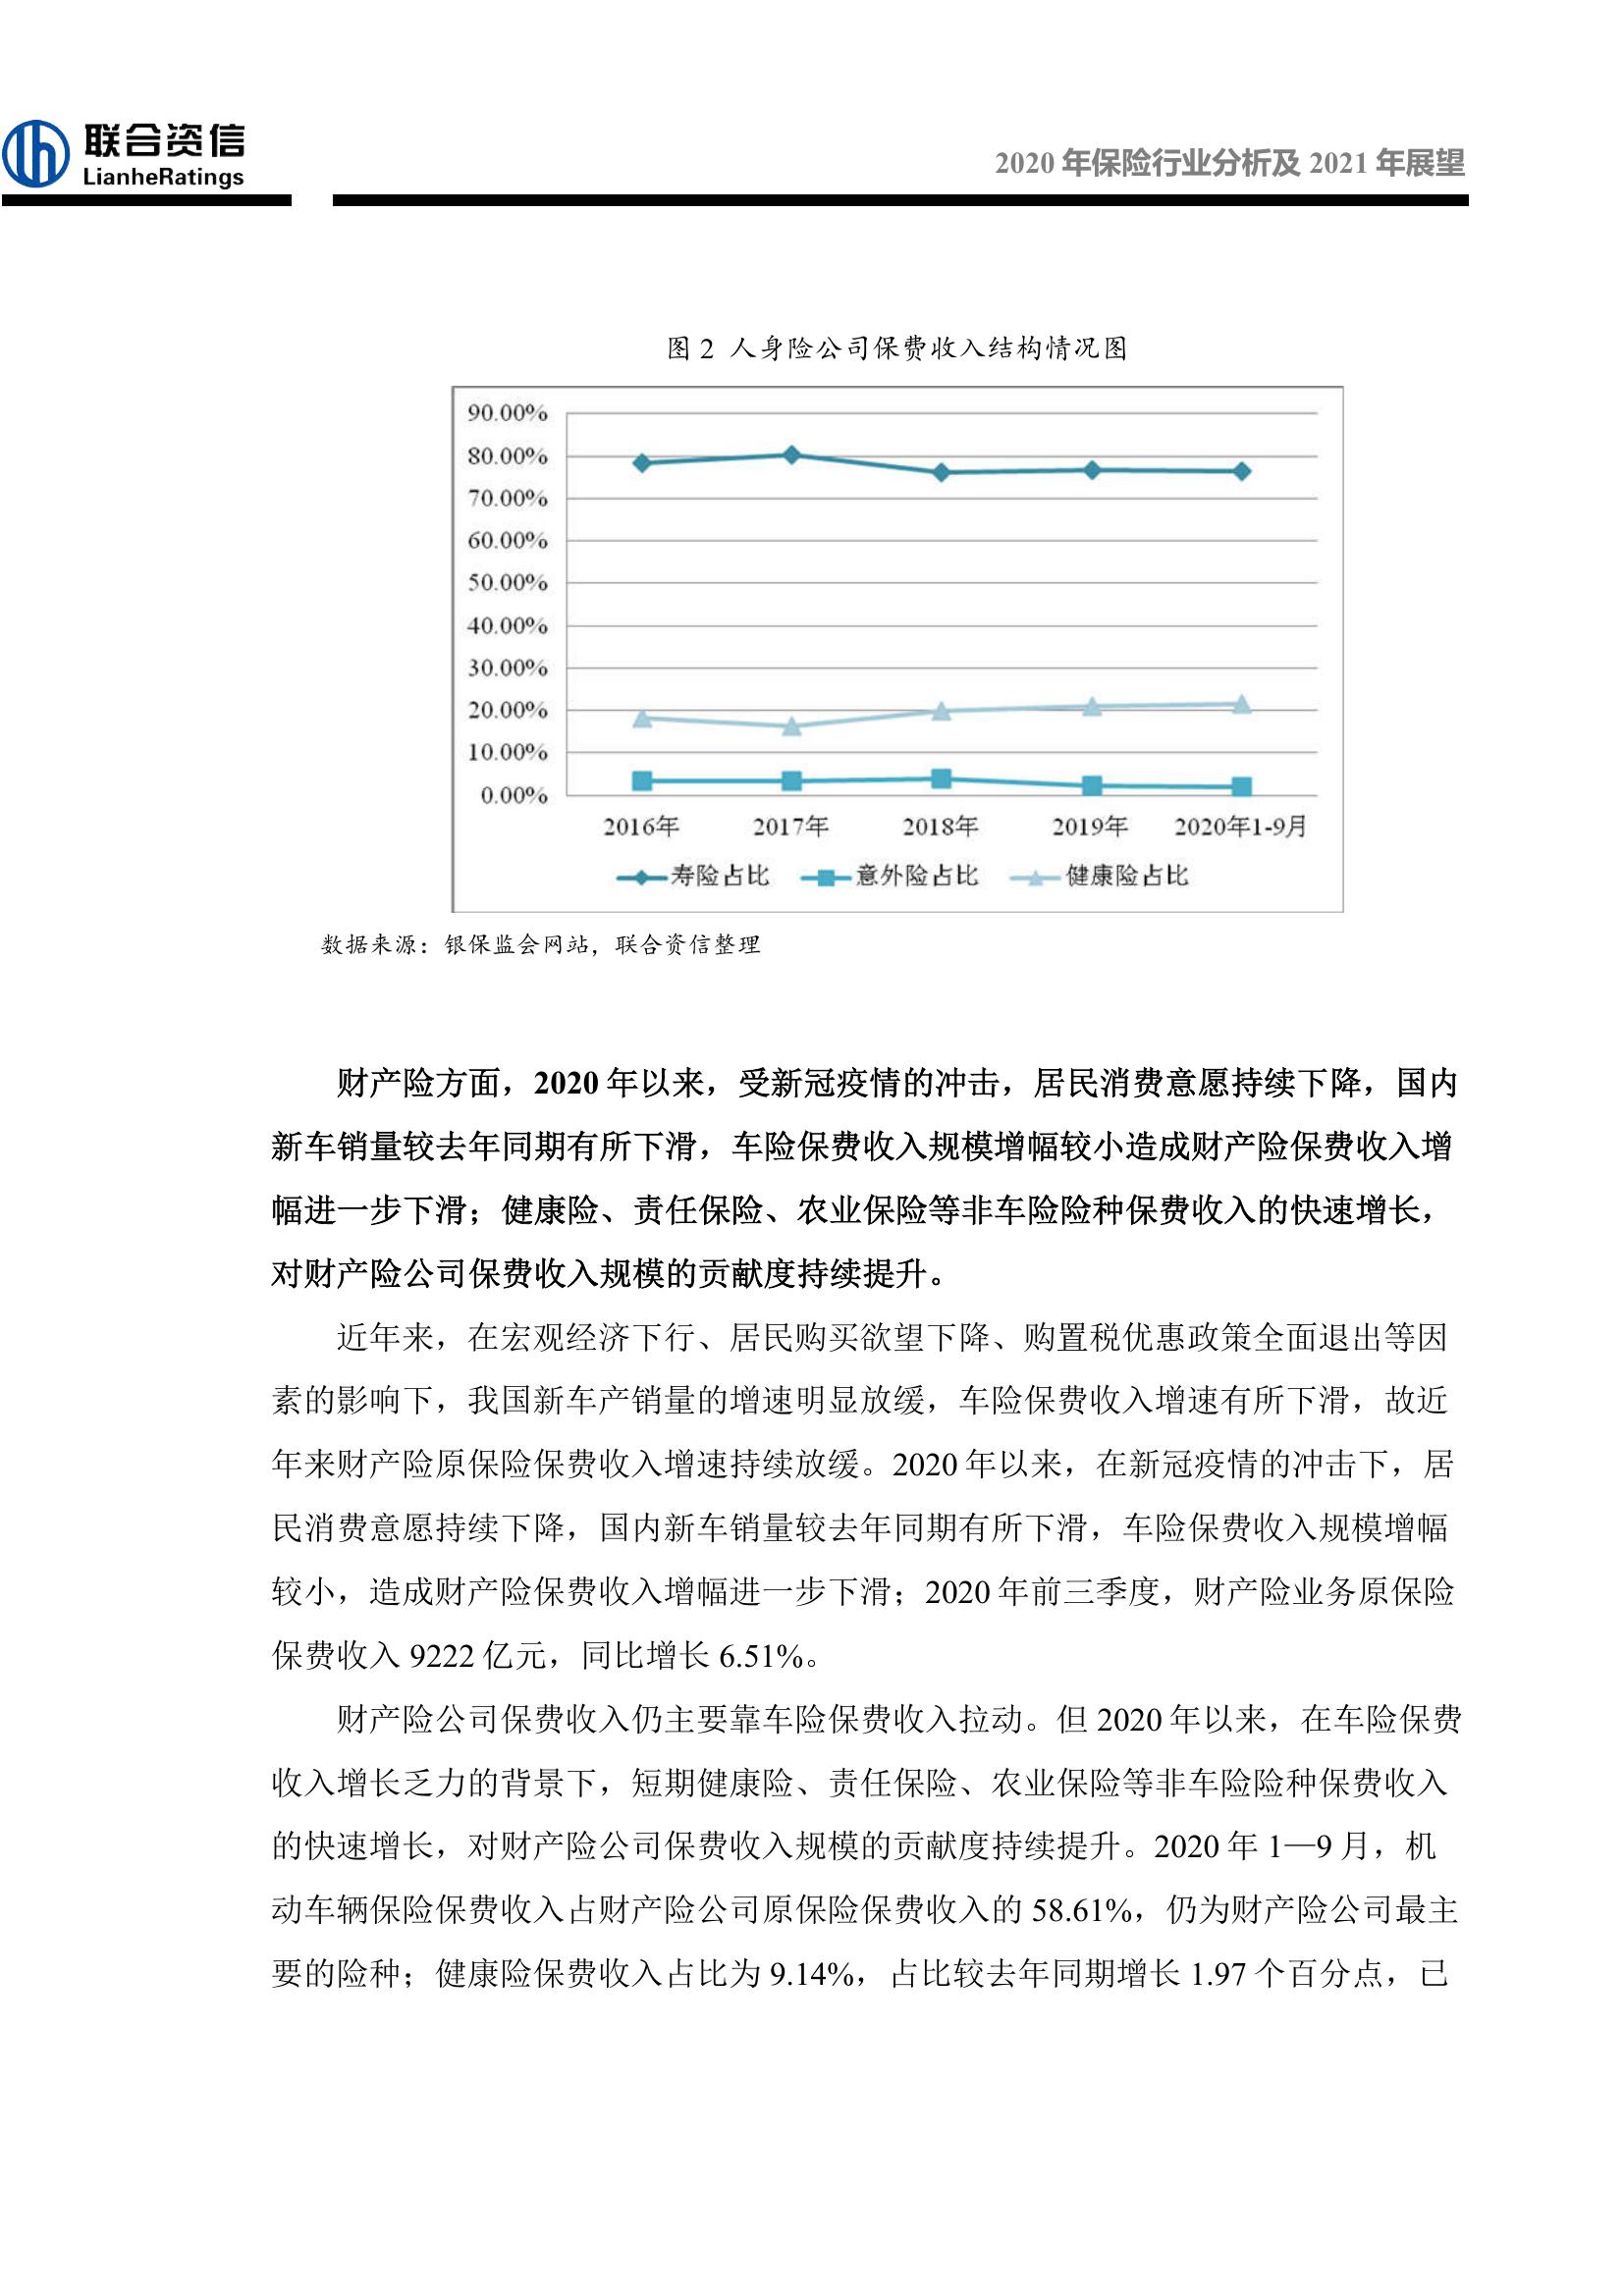 联合资信
LianheRatings
2020 年保险行业分析及 2021 年展望
图 2 人身险公司保费收入结构情况图
90.00%
80.00%
70.00%
60.00%
50.00%
40.00%
30.00%
20.00%
10.00%
0.00%
2016年 2017年 2018年 2019年 2020年1-9月
寿险占比 意外险占比 健康险占比
数据来源：银保监会网站，联合资信整理
财产险方面，2020 年以来，受新冠疫情的冲击，居民消费意愿持续下降，国内
新车销量较去年同期有所下滑，车险保费收入规模增幅较小造成财产险保费收入增
幅进一步下滑；健康险、责任保险、农业保险等非车险险种保费收入的快速增长，
对财产险公司保费收入规模的贡献度持续提升。
近年来，在宏观经济下行、居民购买欲望下降、购置税优惠政策全面退出等因
素的影响下，我国新车产销量的增速明显放缓，车险保费收入增速有所下滑，故近
年来财产险原保险保费收入增速持续放缓。2020 年以来，在新冠疫情的冲击下，居
民消费意愿持续下降，国内新车销量较去年同期有所下滑，车险保费收入规模增幅
较小，造成财产险保费收入增幅进一步下滑；2020 年前三季度，财产险业务原保险
保费收入 9222 亿元，同比增长 6.51%。
财产险公司保费收入仍主要靠车险保费收入拉动。但 2020 年以来，在车险保费
收入增长乏力的背景下，短期健康险、责任保险、农业保险等非车险险种保费收入
的快速增长，对财产险公司保费收入规模的贡献度持续提升。2020 年 1—9 月，机
动车辆保险保费收入占财产险公司原保险保费收入的 58.61%，仍为财产险公司最主
要的险种；健康险保费收入占比为 9.14%，占比较去年同期增长 1.97 个百分点，已